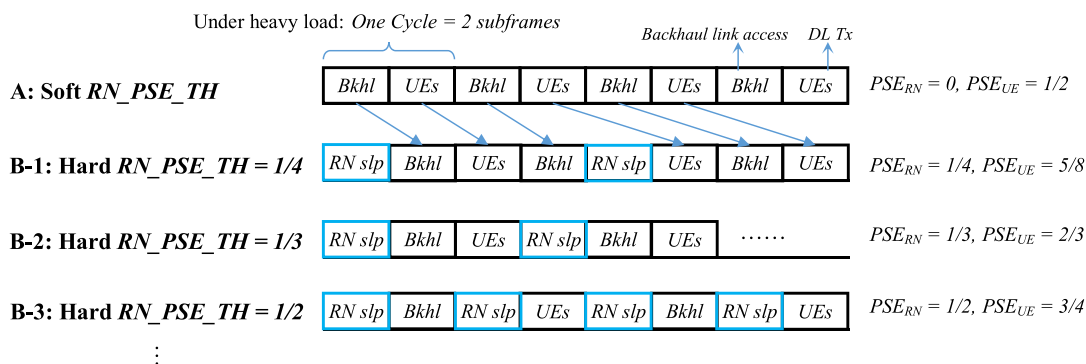 Under heavy load: One Cycle = 2 subframes
Backhaul link access DL Tx
A: Soft RN_PSE_TH Bkhl UEs Bkhl UEs Bkhl UEs Bkhl UEs PSE_RN = 0, PSE_UE = 1/2
B-1: Hard RN_PSE_TH = 1/4 RN slp Bkhl UEs Bkhl RN slp UEs Bkhl UEs PSE_RN = 1/4, PSE_UE = 5/8
B-2: Hard RN_PSE_TH = 1/3 RN slp Bkhl UEs RN slp Bkhl UEs ...... PSE_RN = 1/3, PSE_UE = 2/3
B-3: Hard RN_PSE_TH = 1/2 RN slp Bkhl RN slp UEs RN slp Bkhl RN slp UEs PSE_RN = 1/2, PSE_UE = 3/4
⋮